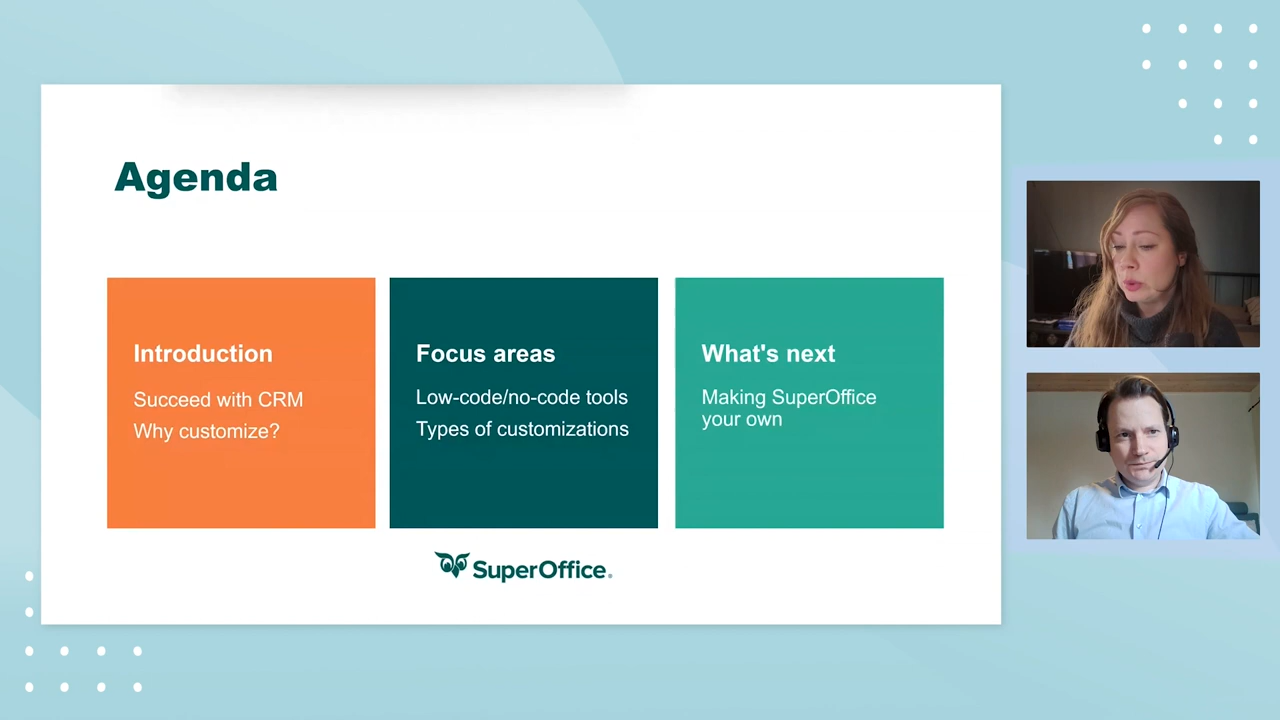 Agenda
Introduction
Succeed with CRM
Why customize?
Focus areas
Low-code/no-code tools
Types of customizations
What's next
Making SuperOffice
your own
SuperOffice.